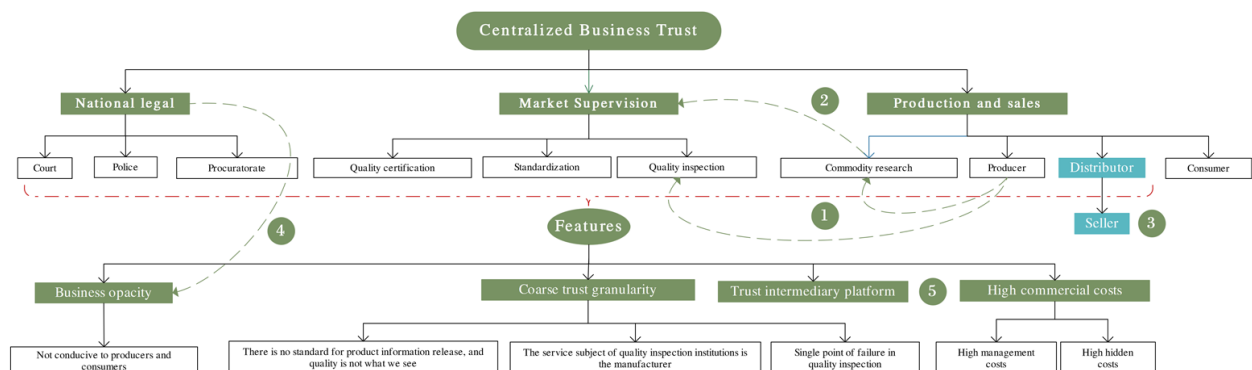 Centralized Business Trust
National legal
Market Supervision
2
Production and sales
Court
Police
Procuratorate
Quality certification
Standardization
Quality inspection
Commodity research
Producer
Distributor
Consumer
1
Features
4
Seller
3
Business opacity
Coarse trust granularity
Trust intermediary platform
5
High commercial costs
Not conducive to producers and
consumers
There is no standard for product information release, and
quality is not what we see
The service subject of quality inspection institutions is
the manufacturer
Single point of failure in
quality inspection
High management
costs
High hidden
costs